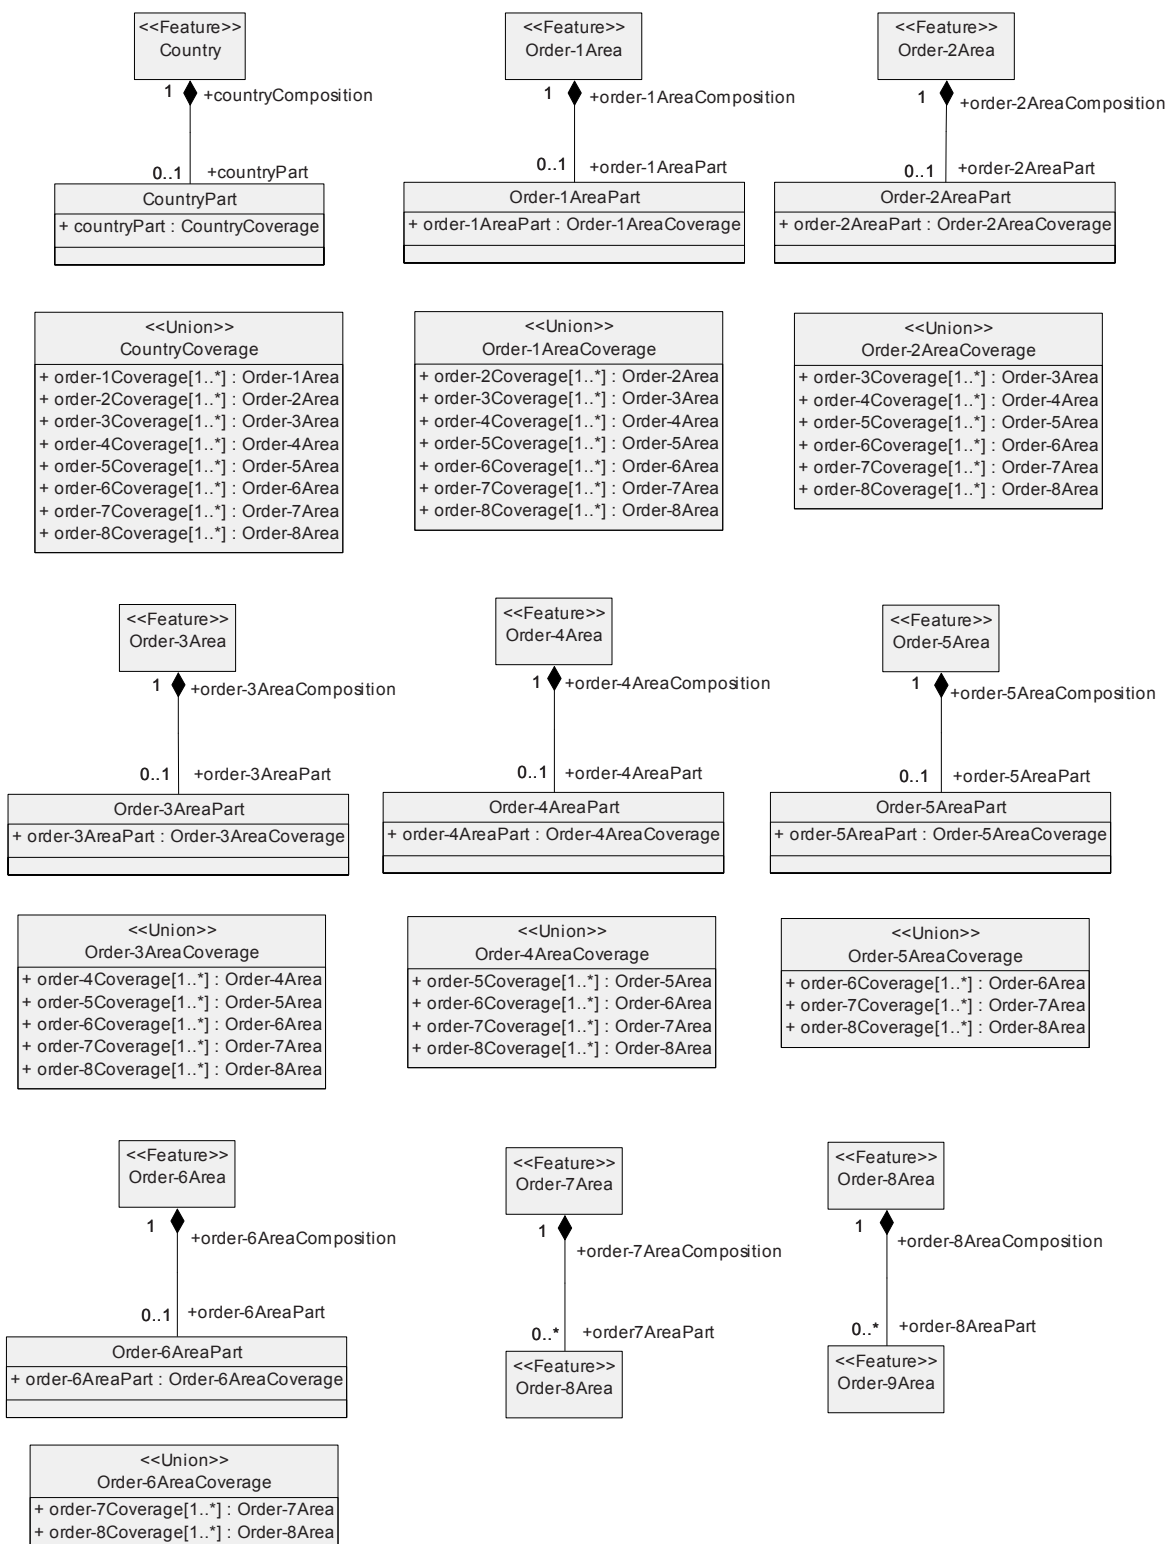 <<Feature>>
Country
1
+countryComposition
0..1
+countryPart
CountryPart
+ countryPart : CountryCoverage
<<Feature>>
Order-1Area
1
+order-1AreaComposition
0..1
+order-1AreaPart
Order-1AreaPart
+ order-1AreaPart : Order-1AreaCoverage
<<Feature>>
Order-2Area
1
+order-2AreaComposition
0..1
+order-2AreaPart
Order-2AreaPart
+ order-2AreaPart : Order-2AreaCoverage
<<Union>>
CountryCoverage
+ order-1Coverage[1..*] : Order-1Area
+ order-2Coverage[1..*] : Order-2Area
+ order-3Coverage[1..*] : Order-3Area
+ order-4Coverage[1..*] : Order-4Area
+ order-5Coverage[1..*] : Order-5Area
+ order-6Coverage[1..*] : Order-6Area
+ order-7Coverage[1..*] : Order-7Area
+ order-8Coverage[1..*] : Order-8Area
<<Union>>
Order-1AreaCoverage
+ order-2Coverage[1..*] : Order-2Area
+ order-3Coverage[1..*] : Order-3Area
+ order-4Coverage[1..*] : Order-4Area
+ order-5Coverage[1..*] : Order-5Area
+ order-6Coverage[1..*] : Order-6Area
+ order-7Coverage[1..*] : Order-7Area
+ order-8Coverage[1..*] : Order-8Area
<<Union>>
Order-2AreaCoverage
+ order-3Coverage[1..*] : Order-3Area
+ order-4Coverage[1..*] : Order-4Area
+ order-5Coverage[1..*] : Order-5Area
+ order-6Coverage[1..*] : Order-6Area
+ order-7Coverage[1..*] : Order-7Area
+ order-8Coverage[1..*] : Order-8Area
<<Feature>>
Order-3Area
1
+order-3AreaComposition
0..1
+order-3AreaPart
Order-3AreaPart
+ order-3AreaPart : Order-3AreaCoverage
<<Feature>>
Order-4Area
1
+order-4AreaComposition
0..1
+order-4AreaPart
Order-4AreaPart
+ order-4AreaPart : Order-4AreaCoverage
<<Feature>>
Order-5Area
1
+order-5AreaComposition
0..1
+order-5AreaPart
Order-5AreaPart
+ order-5AreaPart : Order-5AreaCoverage
<<Union>>
Order-3AreaCoverage
+ order-4Coverage[1..*] : Order-4Area
+ order-5Coverage[1..*] : Order-5Area
+ order-6Coverage[1..*] : Order-6Area
+ order-7Coverage[1..*] : Order-7Area
+ order-8Coverage[1..*] : Order-8Area
<<Union>>
Order-4AreaCoverage
+ order-5Coverage[1..*] : Order-5Area
+ order-6Coverage[1..*] : Order-6Area
+ order-7Coverage[1..*] : Order-7Area
+ order-8Coverage[1..*] : Order-8Area
<<Union>>
Order-5AreaCoverage
+ order-6Coverage[1..*] : Order-6Area
+ order-7Coverage[1..*] : Order-7Area
+ order-8Coverage[1..*] : Order-8Area
<<Feature>>
Order-6Area
1
+order-6AreaComposition
0..1
+order-6AreaPart
Order-6AreaPart
+ order-6AreaPart : Order-6AreaCoverage
<<Feature>>
Order-7Area
1
+order-7AreaComposition
0..*
+order7AreaPart
<<Feature>>
Order-8Area
<<Feature>>
Order-8Area
1
+order-8AreaComposition
0..*
+order-8AreaPart
<<Feature>>
Order-9Area
<<Union>>
Order-6AreaCoverage
+ order-7Coverage[1..*] : Order-7Area
+ order-8Coverage[1..*] : Order-8Area